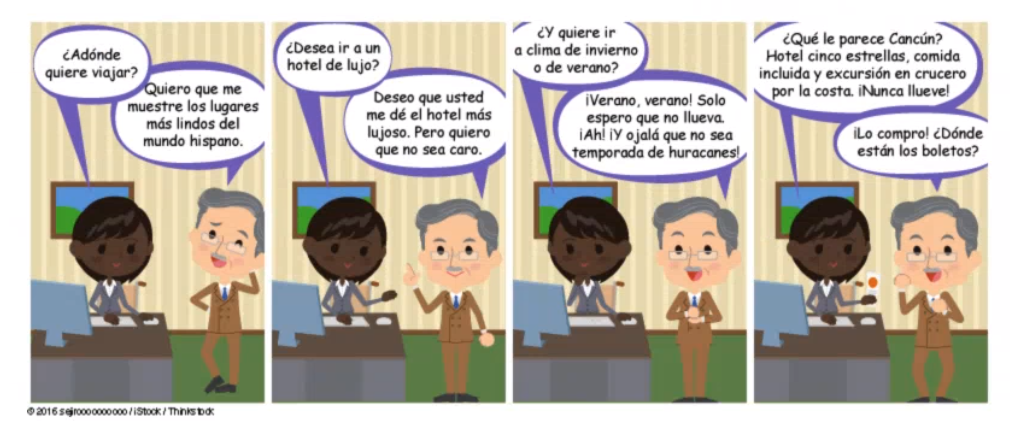 ¿Adónde
quiere viajar?
Quiero que me
muestre los lugares
más lindos del
mundo hispano.
¿Desea ir a un
hotel de lujo?
Deseo que usted
me dé el hotel más
lujoso. Pero quiero
que no sea caro.
¿Y quiere ir
a clima de invierno
o de verano?
¡Verano, verano! Solo
espero que no llueva.
¡Ah! ¡Y ojalá que no sea
temporada de huracanes!
¿Qué le parece Cancún?
Hotel cinco estrellas, comida
incluida y excursión en crucero
por la costa. ¡Nunca llueve!
¡Lo compro! ¿Dónde
están los boletos?
© 2016 sejroooooooooo / iStock / Thinkstock